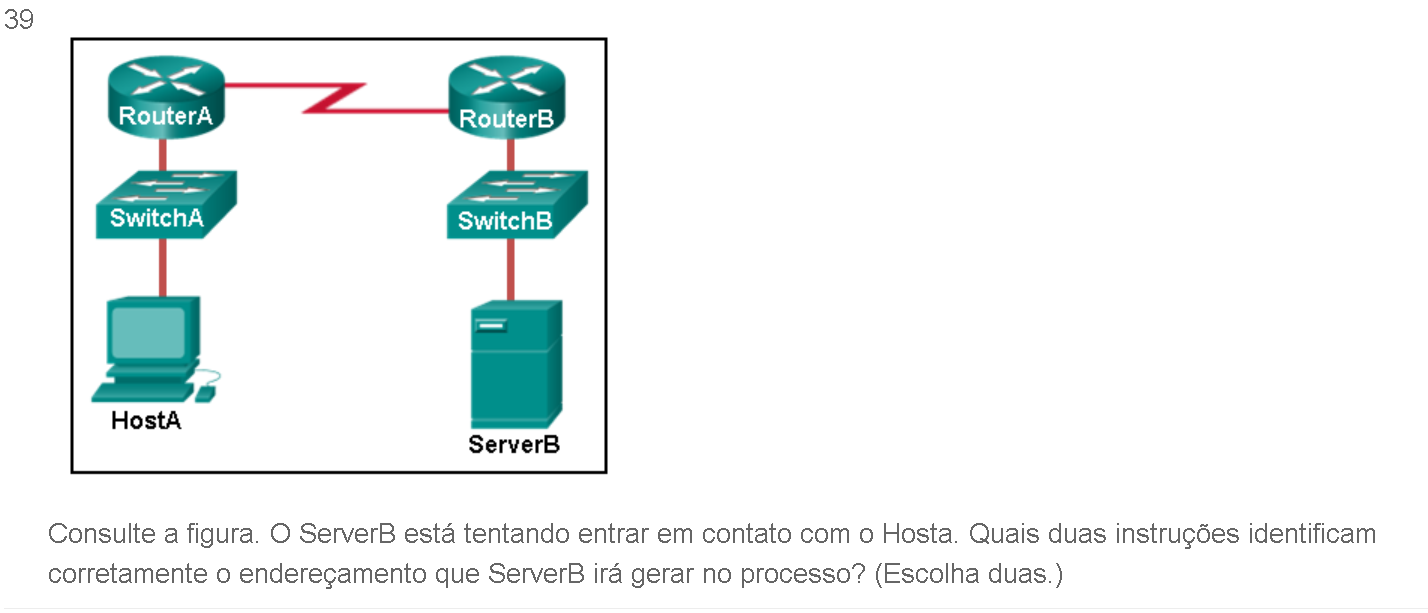 39
RouterA
RouterB
SwitchA
SwitchB
HostA
ServerB
Consulte a figura. O ServerB está tentando entrar em contato com o Hosta. Quais duas instruções identificam
corretamente o endereçamento que ServerB irá gerar no processo? (Escolha duas.)